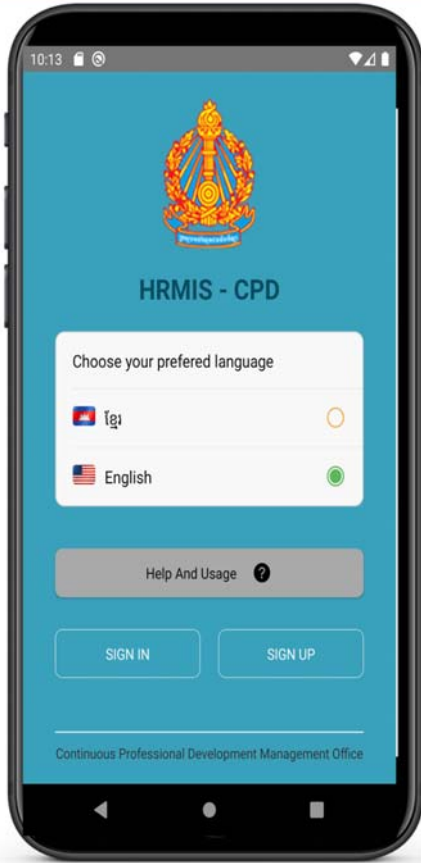 10:13
HRMIS - CPD
Choose your prefered language
ខ្មែរ
English
Help And Usage ?
SIGN IN
SIGN UP
Continuous Professional Development Management Office